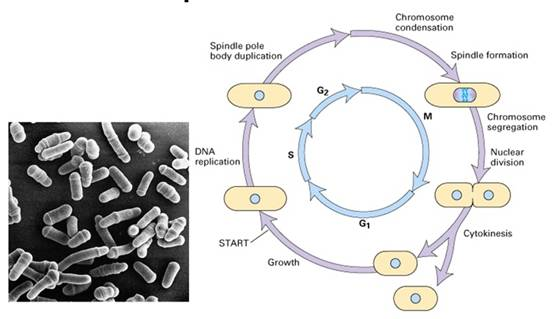 Chromosome
condensation
Spindle pole
body duplication
Spindle formation
G2
M
Chromosome
segregation
DNA
replication
S
Nuclear
division
START
G1
Cytokinesis
Growth